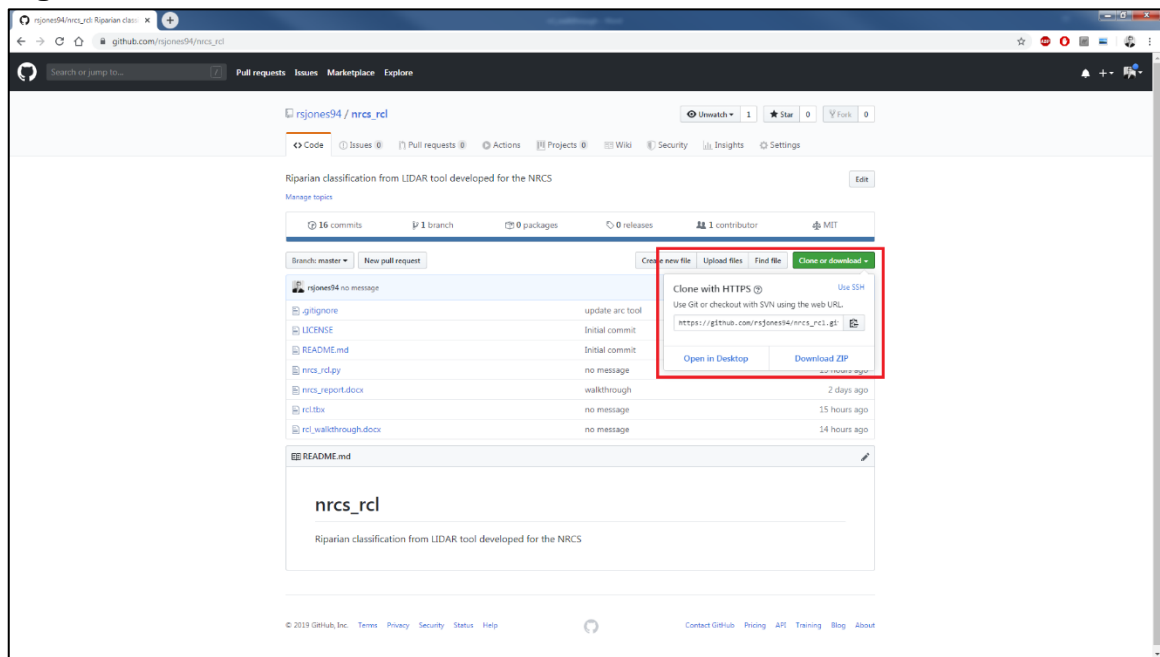 rsjones94/nrcs_rcl: Riparian classi
github.com/rsjones94/nrcs_rcl
Search or jump to... / Pull requests Issues Marketplace Explore
rsjones94 / nrcs_rcl Unwatch 1 Star 0 Fork 0
Code Issues 0 Pull requests 0 Actions Projects 0 Wiki Security Insights Settings
Riparian classification from LIDAR tool developed for the NRCS Edit
Manage topics
16 commits 1 branch 0 packages 0 releases 1 contributor MIT
Branch: master New pull request Create new file Upload files Find file Clone or download
rsjones94 no message
Clone with HTTPS Use SSH
Use Git or checkout with SVN using the web URL.
https://github.com/rsjones94/nrcs_rcl.gi
Open in Desktop Download ZIP
.gitignore update arc tool
LICENSE Initial commit
README.md Initial commit
nrcs_rcl.py no message 15 hours ago
nrcs_report.docx walkthrough 2 days ago
rcl.tbx no message 15 hours ago
rcl_walkthrough.docx no message 14 hours ago
README.md
nrcs_rcl
Riparian classification from LIDAR tool developed for the NRCS
© 2019 GitHub, Inc. Terms Privacy Security Status Help Contact GitHub Pricing API Training Blog About